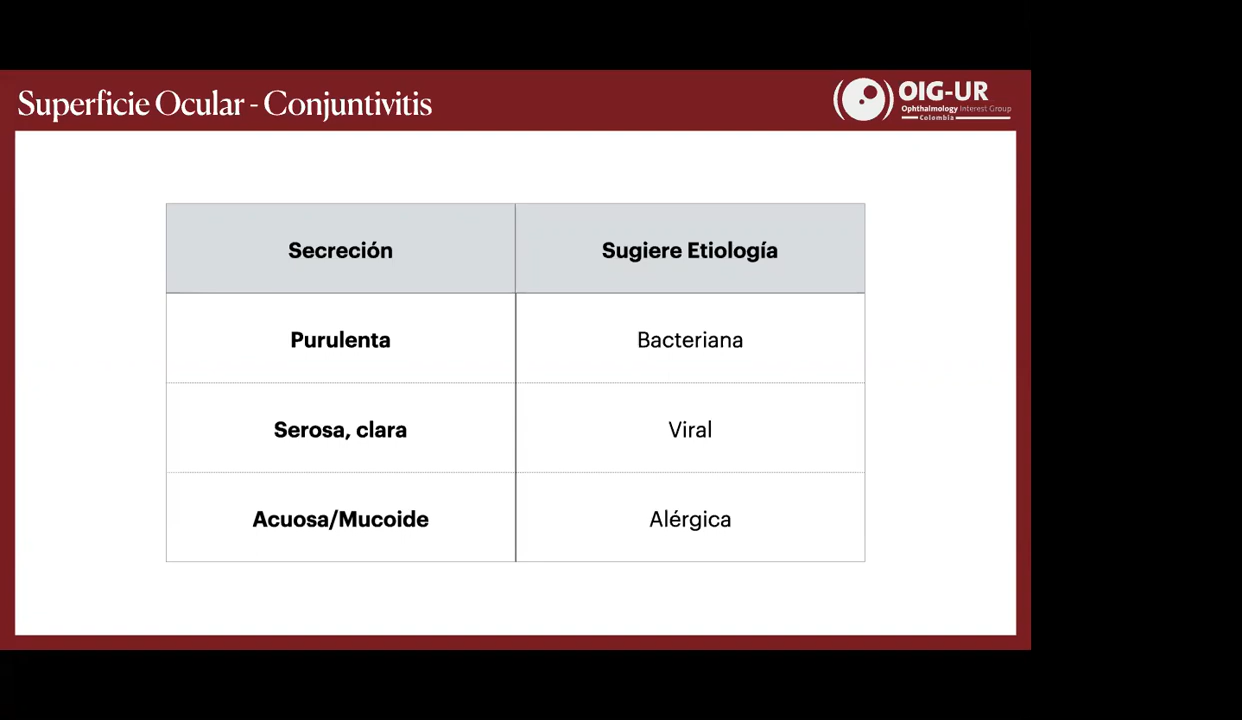 Superficie Ocular - Conjuntivitis
OIG-UR
Ophthalmology Interest Group
Colombia
Secreción
Sugiere Etiología
Purulenta
Bacteriana
Serosa, clara
Viral
Acuosa/Mucoide
Alérgica